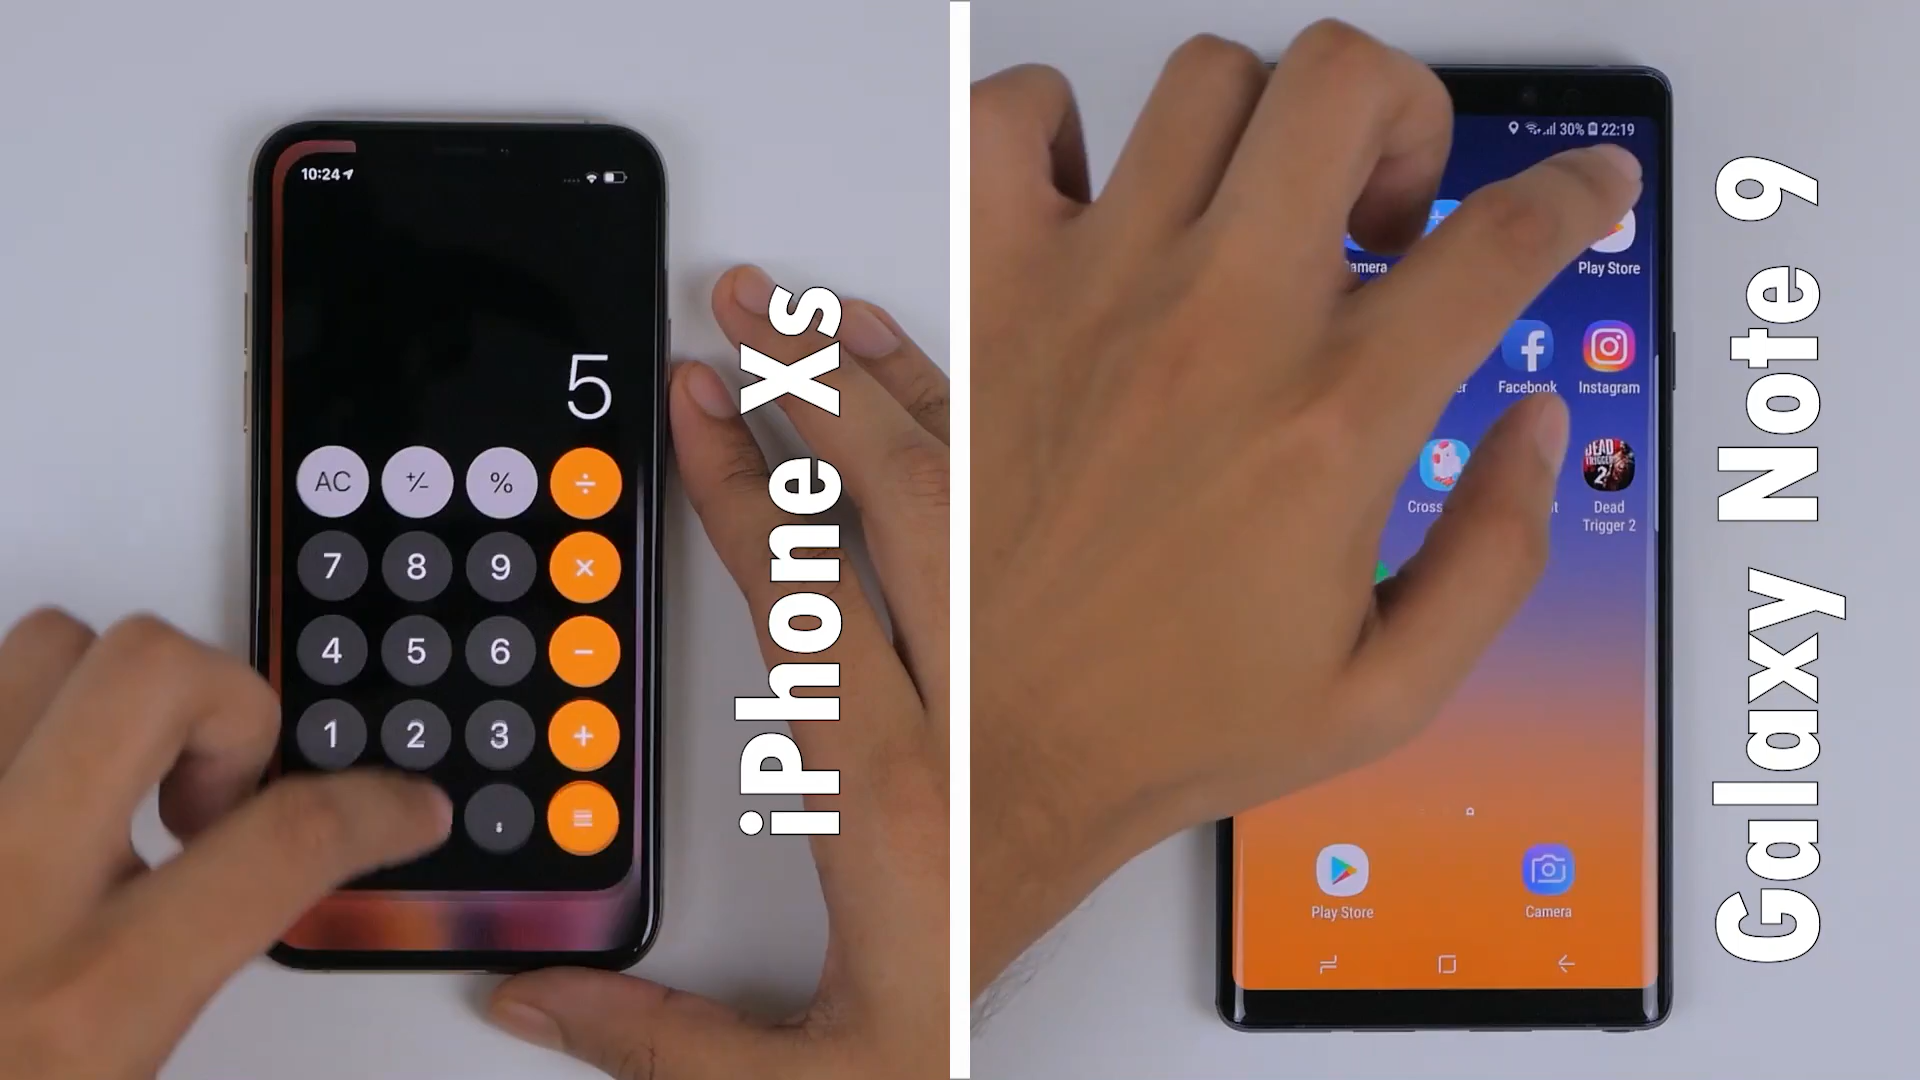 10:24
5
AC +/- % ÷
7 8 9 ×
4 5 6 −
1 2 3 +
, =
iPhone Xs
30% 22:19
Play Store
Facebook Instagram
Dead
Trigger 2
Play Store Camera
Galaxy Note 9